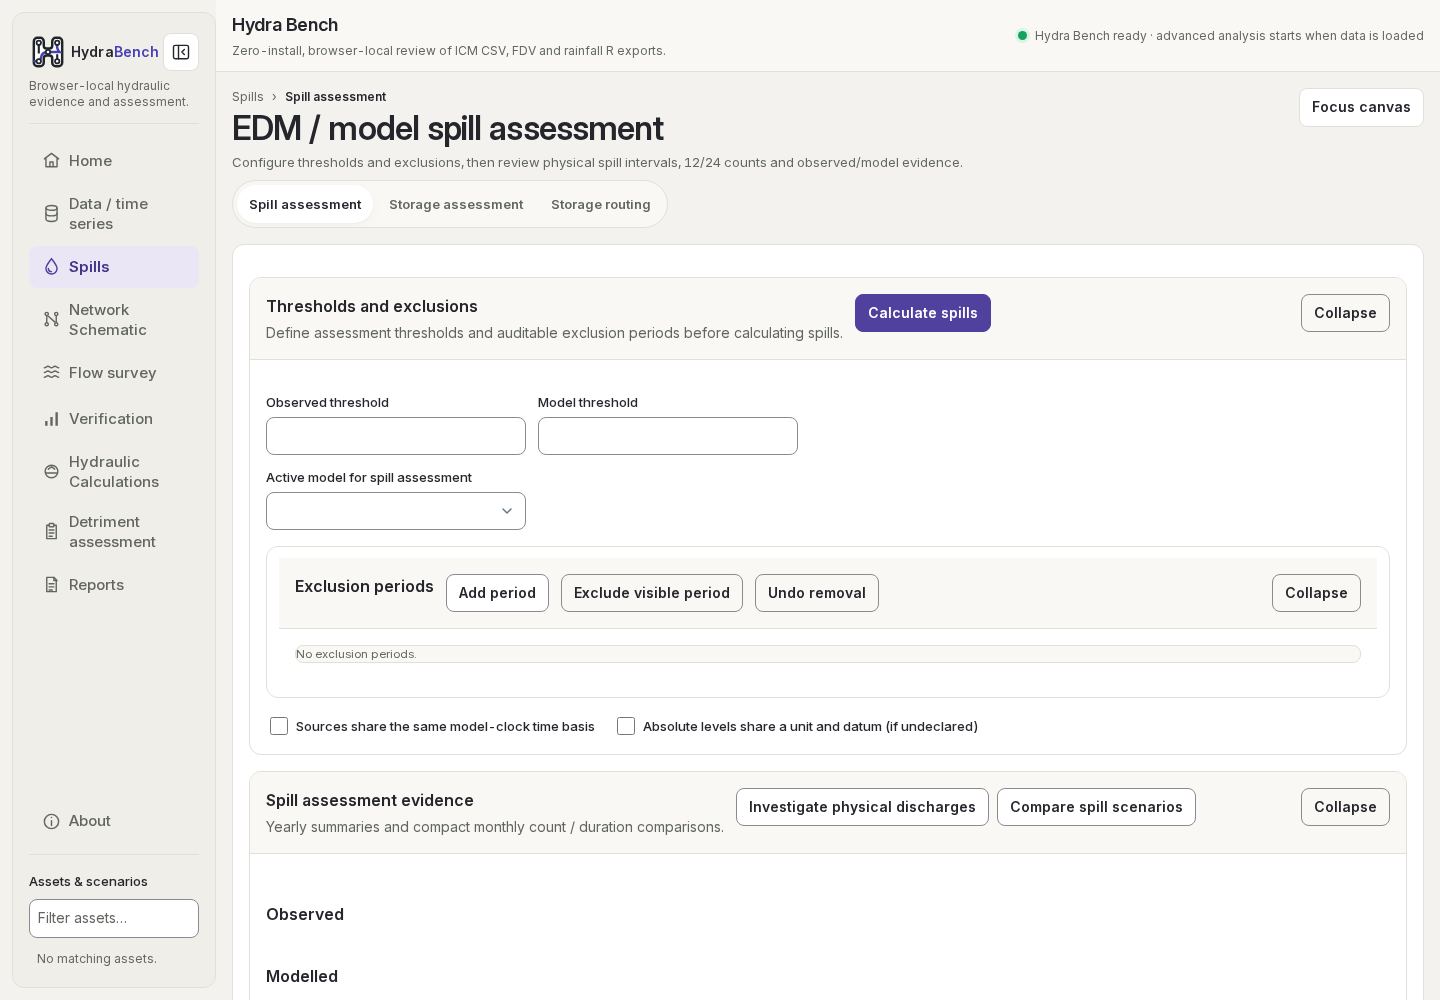 HydraBench
Browser-local hydraulic
evidence and assessment.
Home
Data / time
series
Spills
Network
Schematic
Flow survey
Verification
Hydraulic
Calculations
Detriment
assessment
Reports
About
Assets & scenarios
Filter assets…
No matching assets.
Hydra Bench
Zero-install, browser-local review of ICM CSV, FDV and rainfall R exports.
Hydra Bench ready · advanced analysis starts when data is loaded
Spills › Spill assessment
EDM / model spill assessment
Configure thresholds and exclusions, then review physical spill intervals, 12/24 counts and observed/model evidence.
Focus canvas
Spill assessment Storage assessment Storage routing
Thresholds and exclusions
Define assessment thresholds and auditable exclusion periods before calculating spills.
Calculate spills
Collapse
Observed threshold Model threshold
Active model for spill assessment
Exclusion periods Add period Exclude visible period Undo removal Collapse
No exclusion periods.
Sources share the same model-clock time basis Absolute levels share a unit and datum (if undeclared)
Spill assessment evidence
Yearly summaries and compact monthly count / duration comparisons.
Investigate physical discharges Compare spill scenarios Collapse
Observed
Modelled